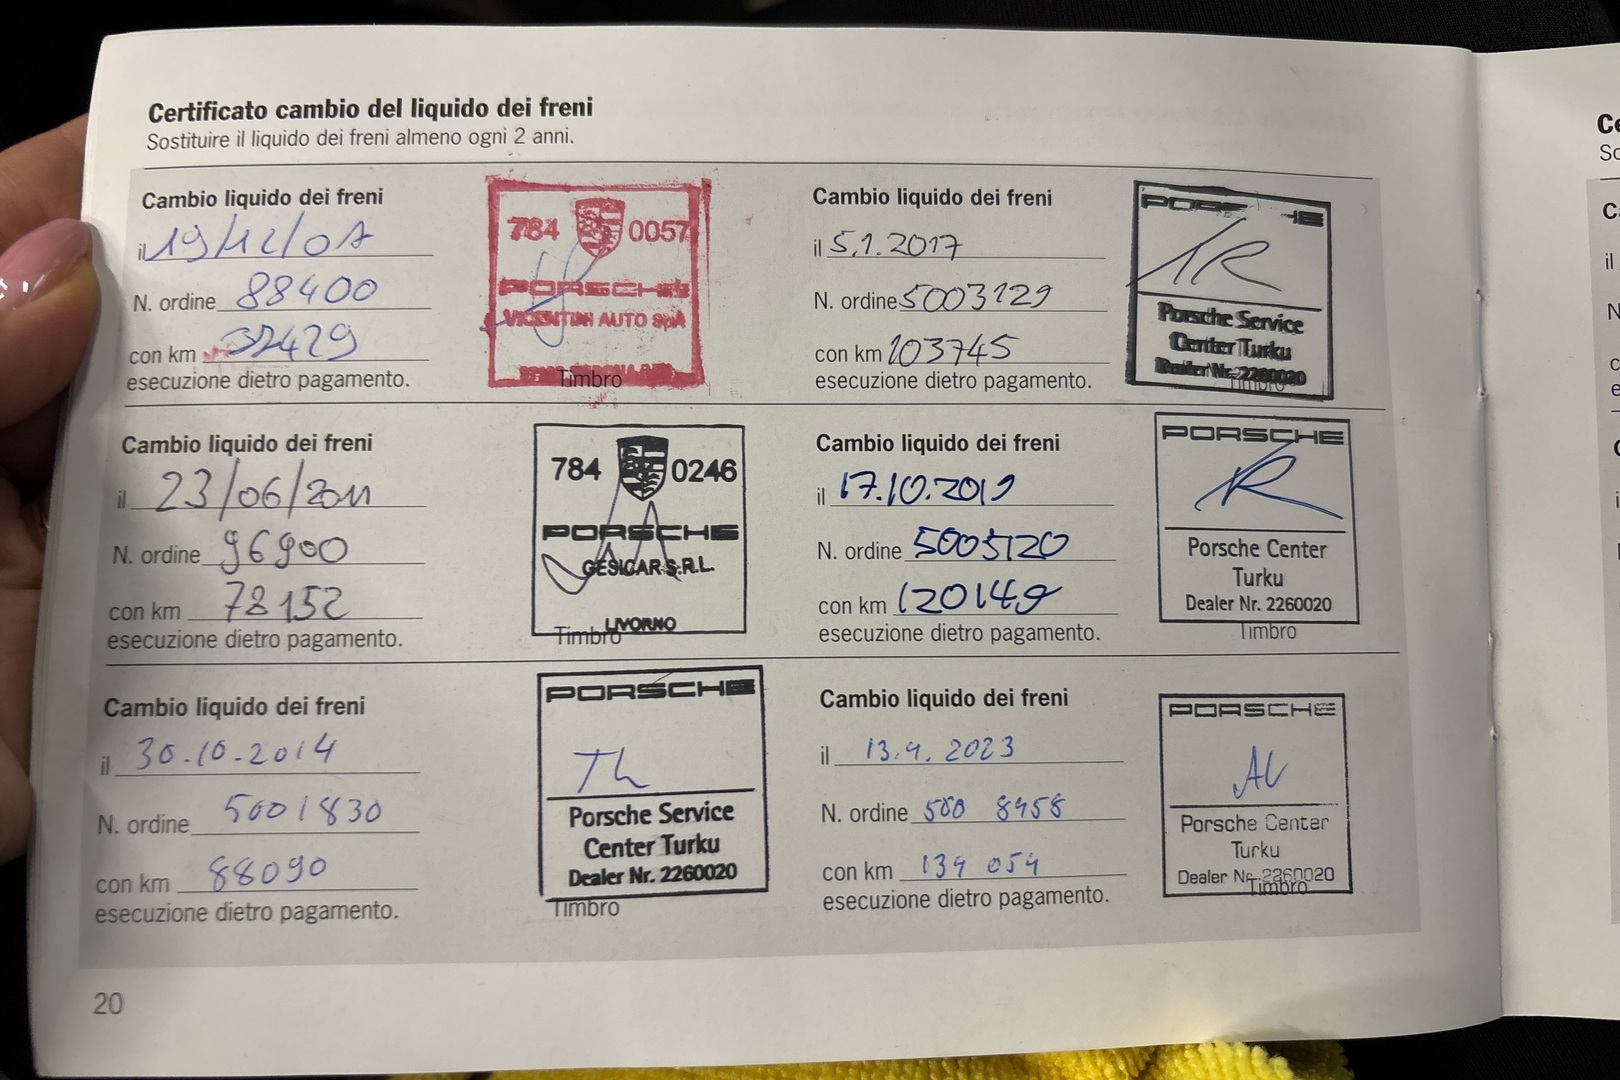 Certificato cambio del liquido dei freni
Sostituire il liquido dei freni almeno ogni 2 anni.
Cambio liquido dei freni
il 19/12/07
N. ordine 88400
con km
esecuzione dietro pagamento.
784 0057
PORSCHE
VICENTINI AUTO SpA
Timbro
Cambio liquido dei freni
il 23/06/2011
N. ordine 96900
con km 78152
esecuzione dietro pagamento.
784 0246
PORSCHE
GESICAR S.R.L.
LIVORNO
Timbro
Cambio liquido dei freni
il 30.10.2014
N. ordine 5001830
con km 88090
esecuzione dietro pagamento.
PORSCHE
Th
Porsche Service
Center Turku
Dealer Nr. 2260020
Timbro
Cambio liquido dei freni
il 5.1.2017
N. ordine 5003129
con km 103745
esecuzione dietro pagamento.
PORSCHE
Porsche Service
Center Turku
Dealer Nr. 2260020
Timbro
Cambio liquido dei freni
il 17.10.2019
N. ordine 5005120
con km 120149
esecuzione dietro pagamento.
PORSCHE
Porsche Center
Turku
Dealer Nr. 2260020
Timbro
Cambio liquido dei freni
il 13.4.2023
N. ordine 500 8458
con km 134 054
esecuzione dietro pagamento.
PORSCHE
Porsche Center
Turku
Dealer Nr. 2260020
Timbro
20